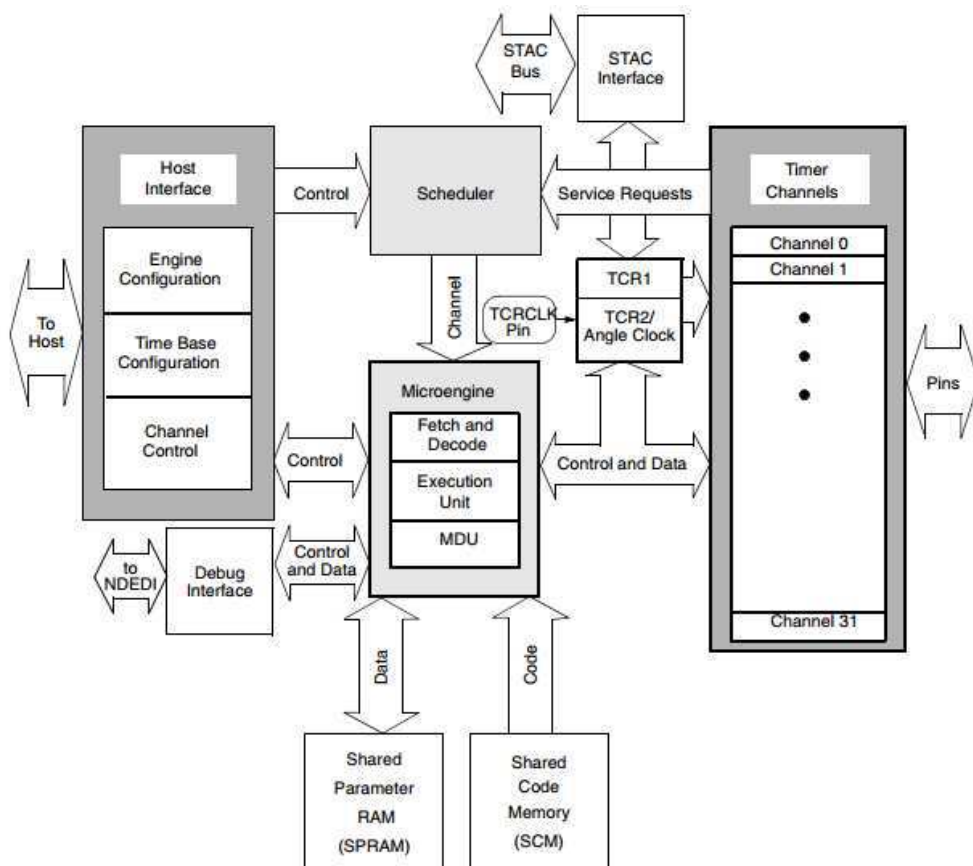 STAC
Bus
STAC
Interface
Host
Interface
Control
Scheduler
Service Requests
Timer
Channels
Engine
Configuration
Time Base
Configuration
Channel
Control
To
Host
Channel
TCRCLK
Pin
TCR1
TCR2/
Angle Clock
Channel 0
Channel 1
Pins
Microengine
Fetch and
Decode
Execution
Unit
MDU
Control
Control and Data
to
NDEDI
Debug
Interface
Control
and Data
Channel 31
Data
Code
Shared
Parameter
RAM
(SPRAM)
Shared
Code
Memory
(SCM)